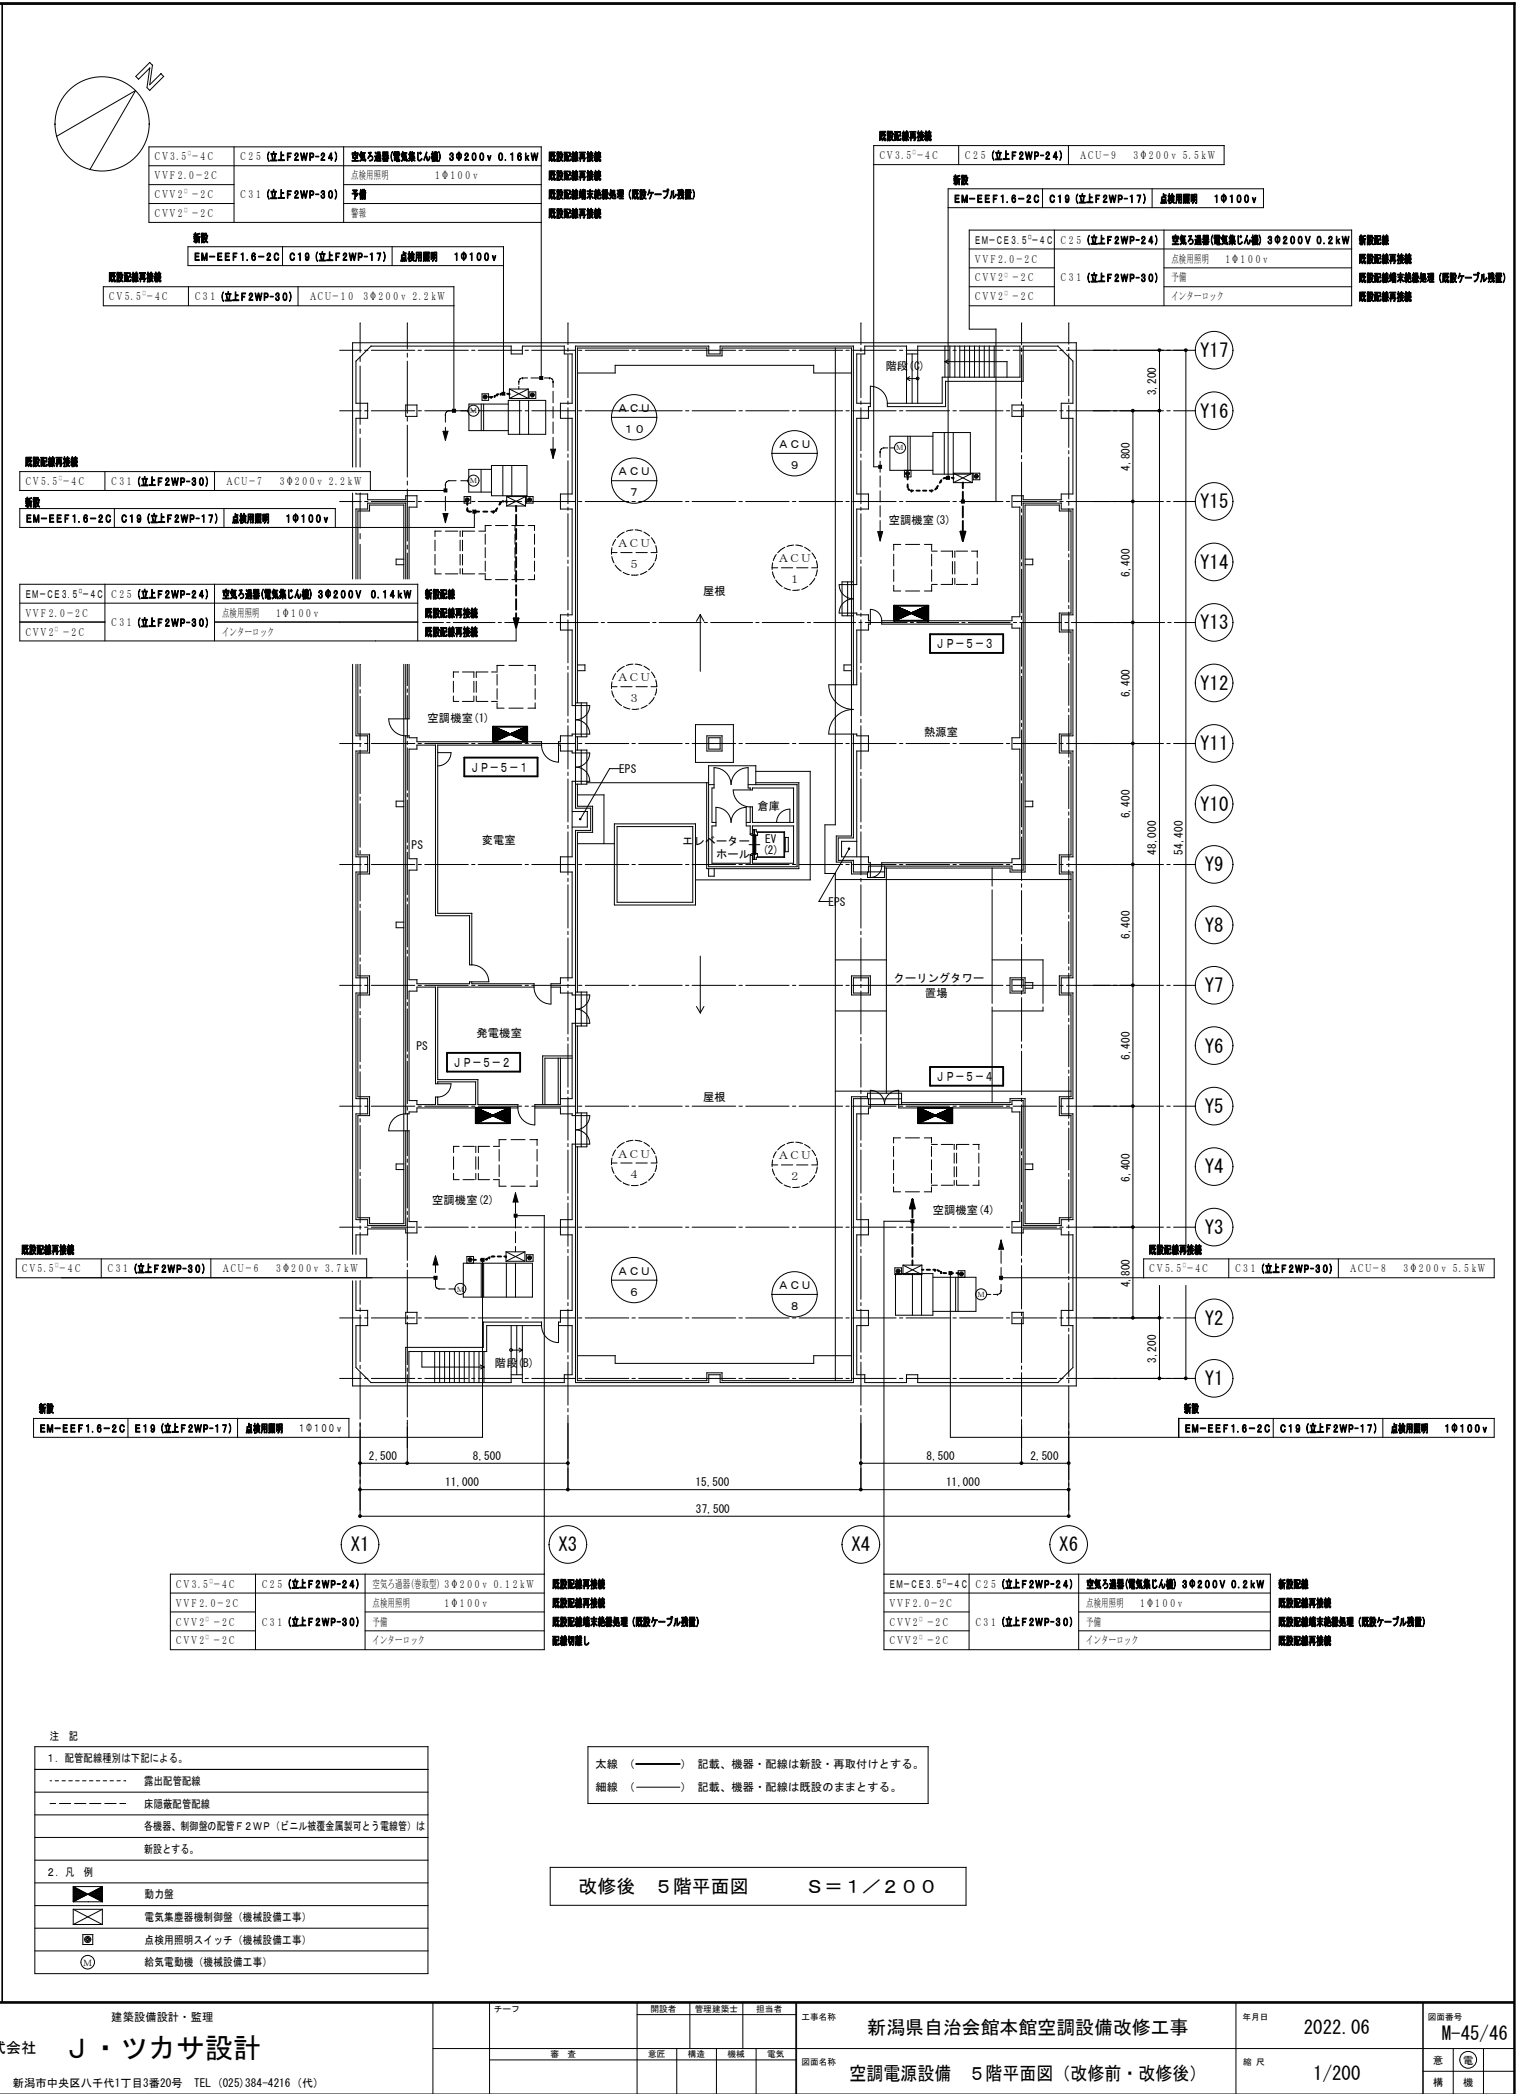 N
CV3.5□-4C C25 (立上F2WP-24) 空気ろ過器(電気集じん機) 3Φ200v 0.16kW 既設配線再接続
VVF2.0-2C 点検用照明 1Φ100v 既設配線再接続
CVV2□-2C C31 (立上F2WP-30) 予備 既設配線端末絶縁処理 (既設ケーブル残置)
CVV2□-2C 警報 既設配線再接続
新設
EM-EEF1.6-2C C19 (立上F2WP-17) 点検用照明 1Φ100v
既設配線再接続
CV5.5□-4C C31 (立上F2WP-30) ACU-10 3Φ200v 2.2kW
既設配線再接続
CV3.5□-4C C25 (立上F2WP-24) ACU-9 3Φ200v 5.5kW
新設
EM-EEF1.6-2C C19 (立上F2WP-17) 点検用照明 1Φ100v
EM-CE3.5□-4C C25 (立上F2WP-24) 空気ろ過器(電気集じん機) 3Φ200V 0.2kW 新設配線
VVF2.0-2C 点検用照明 1Φ100v 既設配線再接続
CVV2□-2C C31 (立上F2WP-30) 予備 既設配線端末絶縁処理 (既設ケーブル残置)
CVV2□-2C インターロック 既設配線再接続
既設配線再接続
CV5.5□-4C C31 (立上F2WP-30) ACU-7 3Φ200v 2.2kW
新設
EM-EEF1.6-2C C19 (立上F2WP-17) 点検用照明 1Φ100v
EM-CE3.5□-4C C25 (立上F2WP-24) 空気ろ過器(電気集じん機) 3Φ200V 0.14kW 新設配線
VVF2.0-2C 点検用照明 1Φ100v 既設配線再接続
CVV2□-2C C31 (立上F2WP-30) インターロック 既設配線再接続
階段(C)
ACU 10
ACU 9
ACU 7
ACU 5
ACU 1
ACU 3
M
M
M
空調機室(3)
屋根
JP-5-3
空調機室(1)
熱源室
JP-5-1
EPS
倉庫
PS
変電室
エレベーター
ホール
EV
(2)
EPS
クーリングタワー
置場
発電機室
PS
JP-5-2
JP-5-4
屋根
ACU 4
ACU 2
空調機室(2)
空調機室(4)
ACU 6
ACU 8
M
M
階段(B)
Y17
Y16
Y15
Y14
Y13
Y12
Y11
Y10
Y9
Y8
Y7
Y6
Y5
Y4
Y3
Y2
Y1
3,200
4,800
6,400
6,400
6,400
6,400
6,400
6,400
6,400
4,800
3,200
48,000
54,400
既設配線再接続
CV5.5□-4C C31 (立上F2WP-30) ACU-6 3Φ200v 3.7kW
既設配線再接続
CV5.5□-4C C31 (立上F2WP-30) ACU-8 3Φ200v 5.5kW
新設
EM-EEF1.6-2C E19 (立上F2WP-17) 点検用照明 1Φ100v
新設
EM-EEF1.6-2C C19 (立上F2WP-17) 点検用照明 1Φ100v
2,500 8,500 8,500 2,500
11,000 15,500 11,000
37,500
X1 X3 X4 X6
CV3.5□-4C C25 (立上F2WP-24) 空気ろ過器(巻取型) 3Φ200v 0.12kW 既設配線再接続
VVF2.0-2C 点検用照明 1Φ100v 既設配線再接続
CVV2□-2C C31 (立上F2WP-30) 予備 既設配線端末絶縁処理 (既設ケーブル残置)
CVV2□-2C インターロック 配線切離し
EM-CE3.5□-4C C25 (立上F2WP-24) 空気ろ過器(電気集じん機) 3Φ200V 0.2kW 新設配線
VVF2.0-2C 点検用照明 1Φ100v 既設配線再接続
CVV2□-2C C31 (立上F2WP-30) 予備 既設配線端末絶縁処理 (既設ケーブル残置)
CVV2□-2C インターロック 既設配線再接続
注 記
1. 配管配線種別は下記による。
露出配管配線
床隠蔽配管配線
各機器、制御盤の配管F2WP (ビニル被覆金属製可とう電線管) は
新設とする。
2. 凡 例
動力盤
電気集塵器機制御盤 (機械設備工事)
点検用照明スイッチ (機械設備工事)
M 給気電動機 (機械設備工事)
太線 (———) 記載、機器・配線は新設・再取付けとする。
細線 (———) 記載、機器・配線は既設のままとする。
改修後 5階平面図 S=1/200
建築設備設計・監理
式会社 J・ツカサ設計
新潟市中央区八千代1丁目3番20号 TEL (025)384-4216 (代)
チーフ
開設者 管理建築士 担当者
審 査
意匠 構造 機械 電気
工事名称 新潟県自治会館本館空調設備改修工事
図面名称 空調電源設備 5階平面図 (改修前・改修後)
年月日 2022.06
縮 尺 1/200
図面番号
M-45/46
意 電
構 機